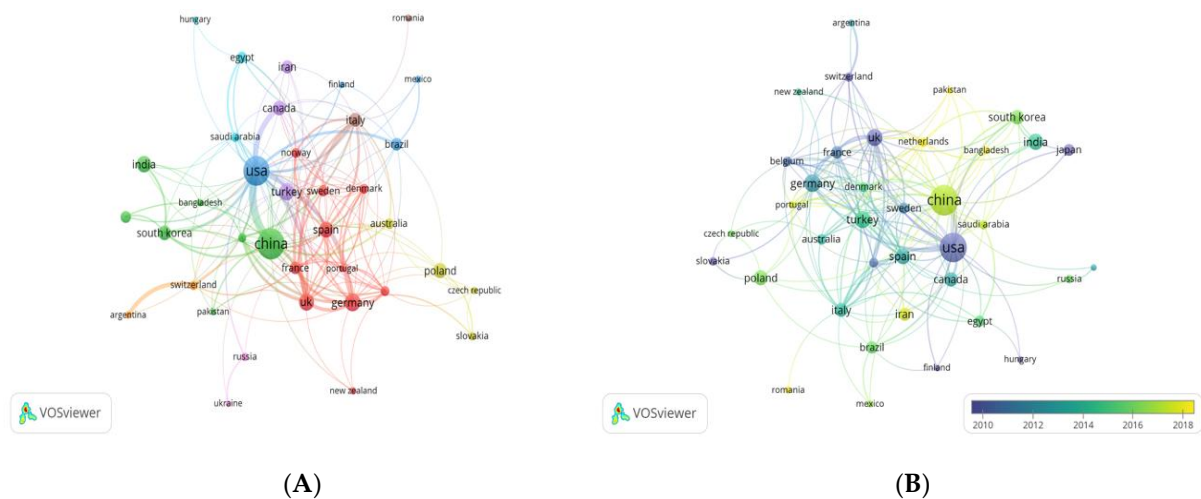 hungary
romania
egypt
iran
finland
mexico
canada
italy
saudi arabia
brazil
norway
india
usa
turkey
sweden
denmark
bangladesh
spain
australia
south korea
china
france
portugal
poland
switzerland
czech republic
uk
germany
argentina
pakistan
slovakia
russia
new zealand
ukraine
VOSviewer
(A)
argentina
switzerland
new zealand
pakistan
south korea
uk
netherlands
india
france
bangladesh
japan
belgium
germany
denmark
china
portugal
sweden
turkey
saudi arabia
czech republic
australia
usa
slovakia
spain
poland
canada
russia
italy
iran
egypt
brazil
hungary
finland
romania
mexico
VOSviewer
2010 2012 2014 2016 2018
(B)